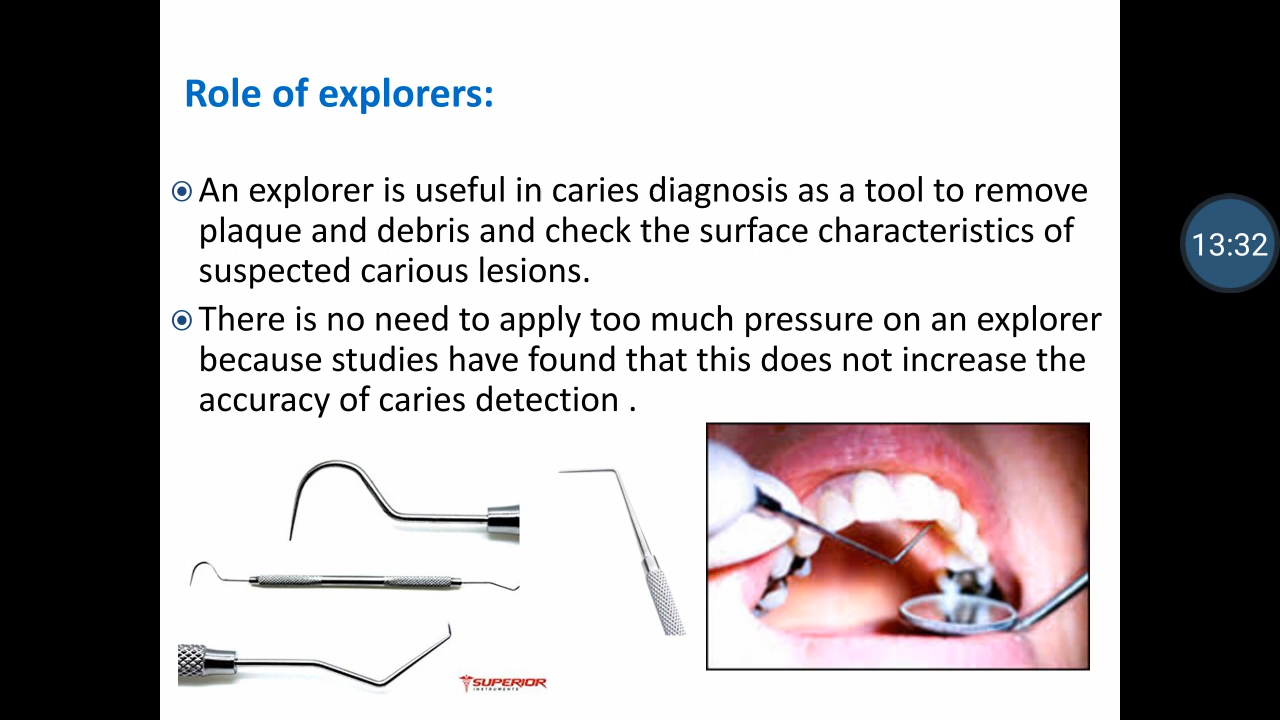 Role of explorers:
An explorer is useful in caries diagnosis as a tool to remove
plaque and debris and check the surface characteristics of
suspected carious lesions.
There is no need to apply too much pressure on an explorer
because studies have found that this does not increase the
accuracy of caries detection .
13:32
SUPERIOR
INSTRUMENTS